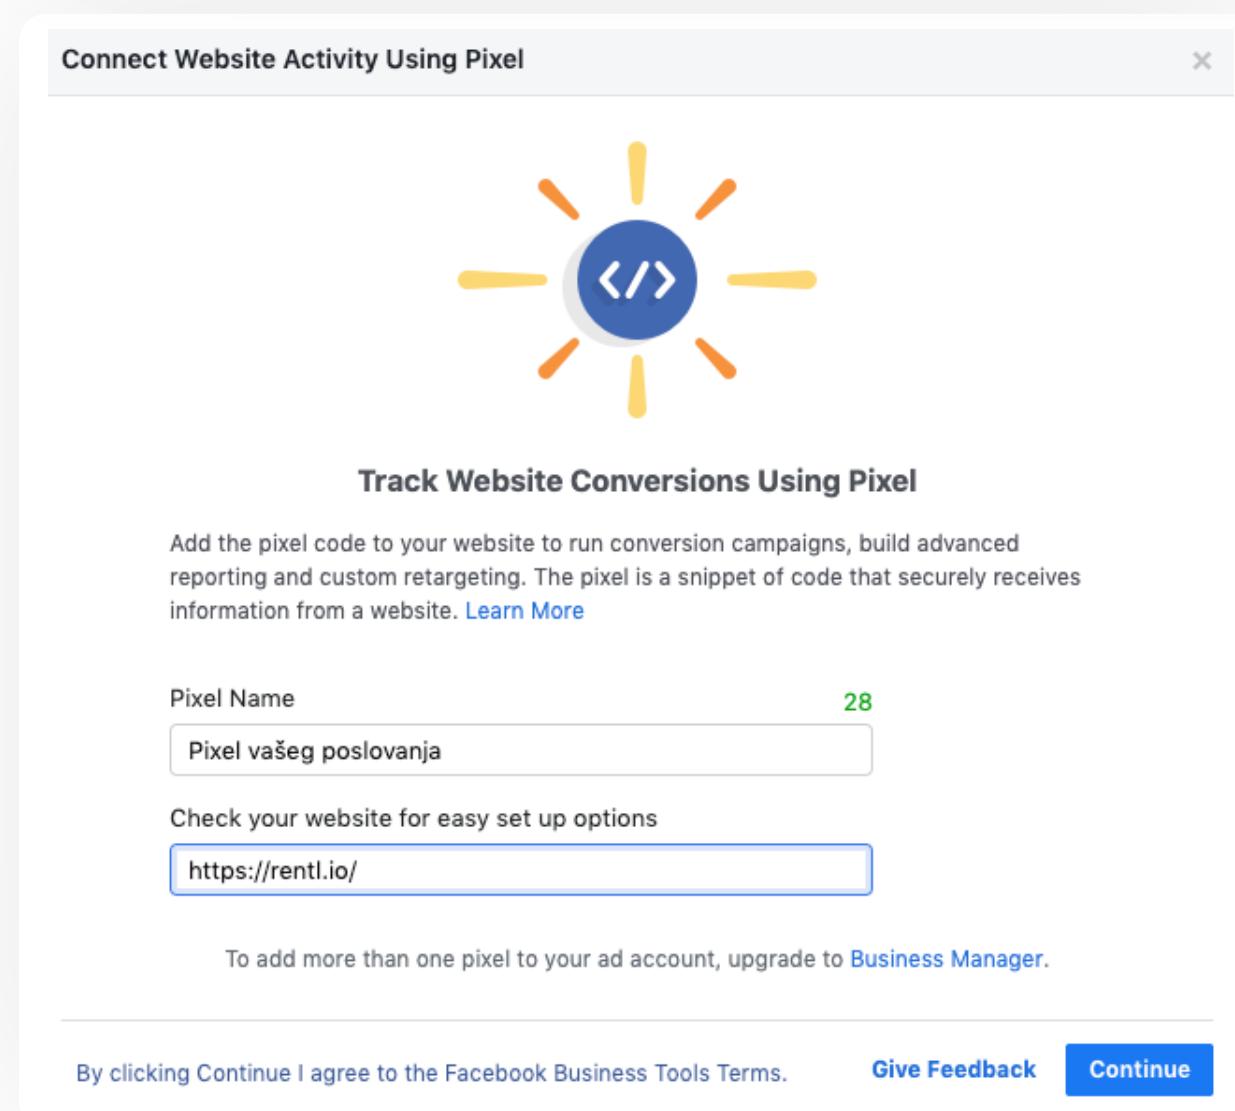 Connect Website Activity Using Pixel
×
</>
Track Website Conversions Using Pixel
Add the pixel code to your website to run conversion campaigns, build advanced
reporting and custom retargeting. The pixel is a snippet of code that securely receives
information from a website. Learn More
Pixel Name 28
Pixel vašeg poslovanja
Check your website for easy set up options
https://rentl.io/
To add more than one pixel to your ad account, upgrade to Business Manager.
By clicking Continue I agree to the Facebook Business Tools Terms. Give Feedback Continue